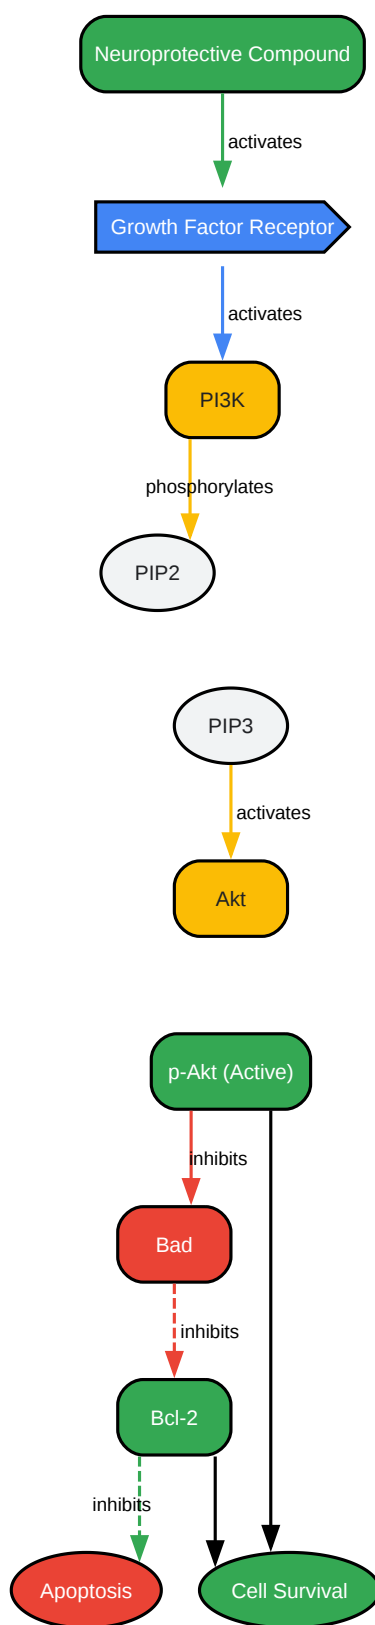 Neuroprotective Compound
activates
Growth Factor Receptor
activates
PI3K
phosphorylates
PIP2
PIP3
activates
Akt
p-Akt (Active)
inhibits
Bad
inhibits
Bcl-2
inhibits
Apoptosis
Cell Survival